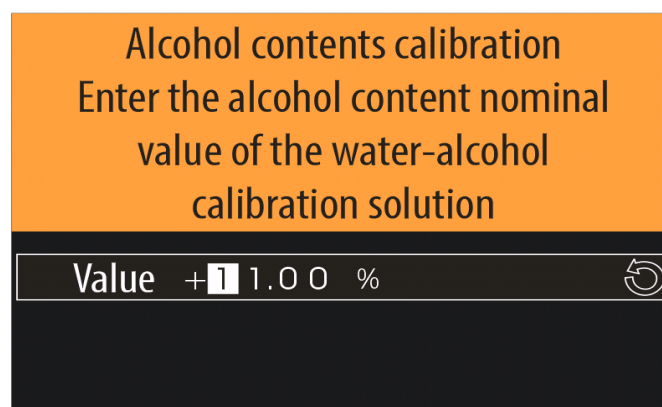 Alcohol contents calibration
Enter the alcohol content nominal
value of the water-alcohol
calibration solution
Value +11.00 %